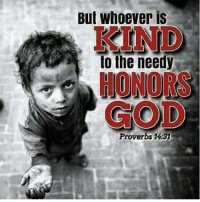 But whoever is
KIND
to the needy
HONORS
GOD
Proverbs 14:31